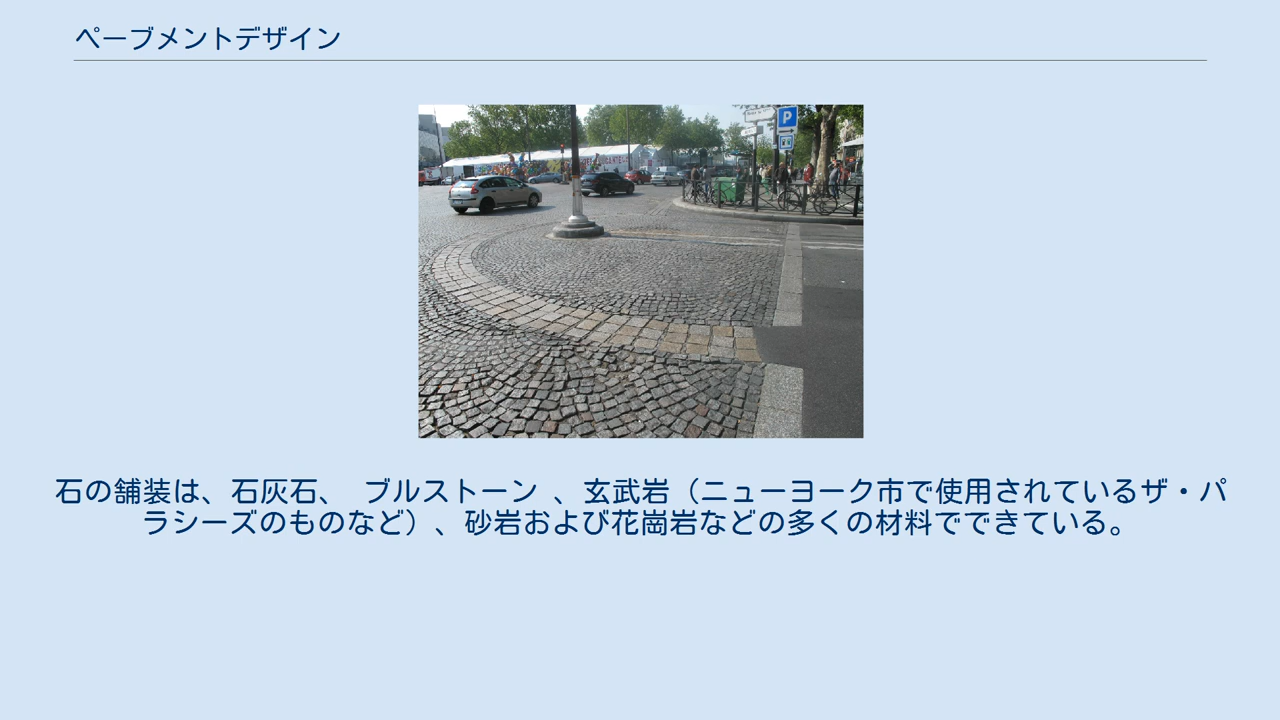 ペーブメントデザイン
P
石の舗装は、石灰石、 ブルストーン 、玄武岩（ニューヨーク市で使用されているザ・パ
ラシーズのものなど）、砂岩および花崗岩などの多くの材料でできている。